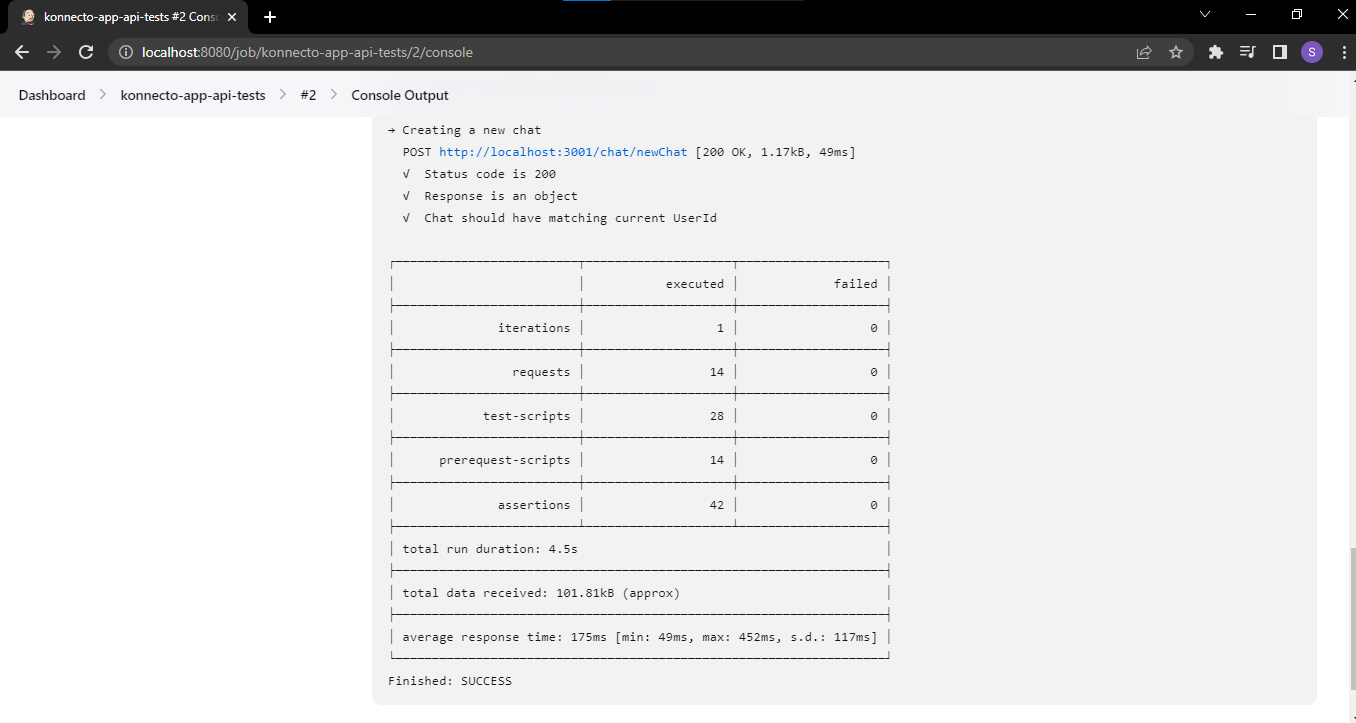 konnecto-app-api-tests #2 Conso
localhost:8080/job/konnecto-app-api-tests/2/console
S
Dashboard > konnecto-app-api-tests > #2 > Console Output
→ Creating a new chat
POST http://localhost:3001/chat/newChat [200 OK, 1.17kB, 49ms]
√ Status code is 200
√ Response is an object
√ Chat should have matching current UserId
executed failed
iterations 1 0
requests 14 0
test-scripts 28 0
prerequest-scripts 14 0
assertions 42 0
total run duration: 4.5s
total data received: 101.81kB (approx)
average response time: 175ms [min: 49ms, max: 452ms, s.d.: 117ms]
Finished: SUCCESS